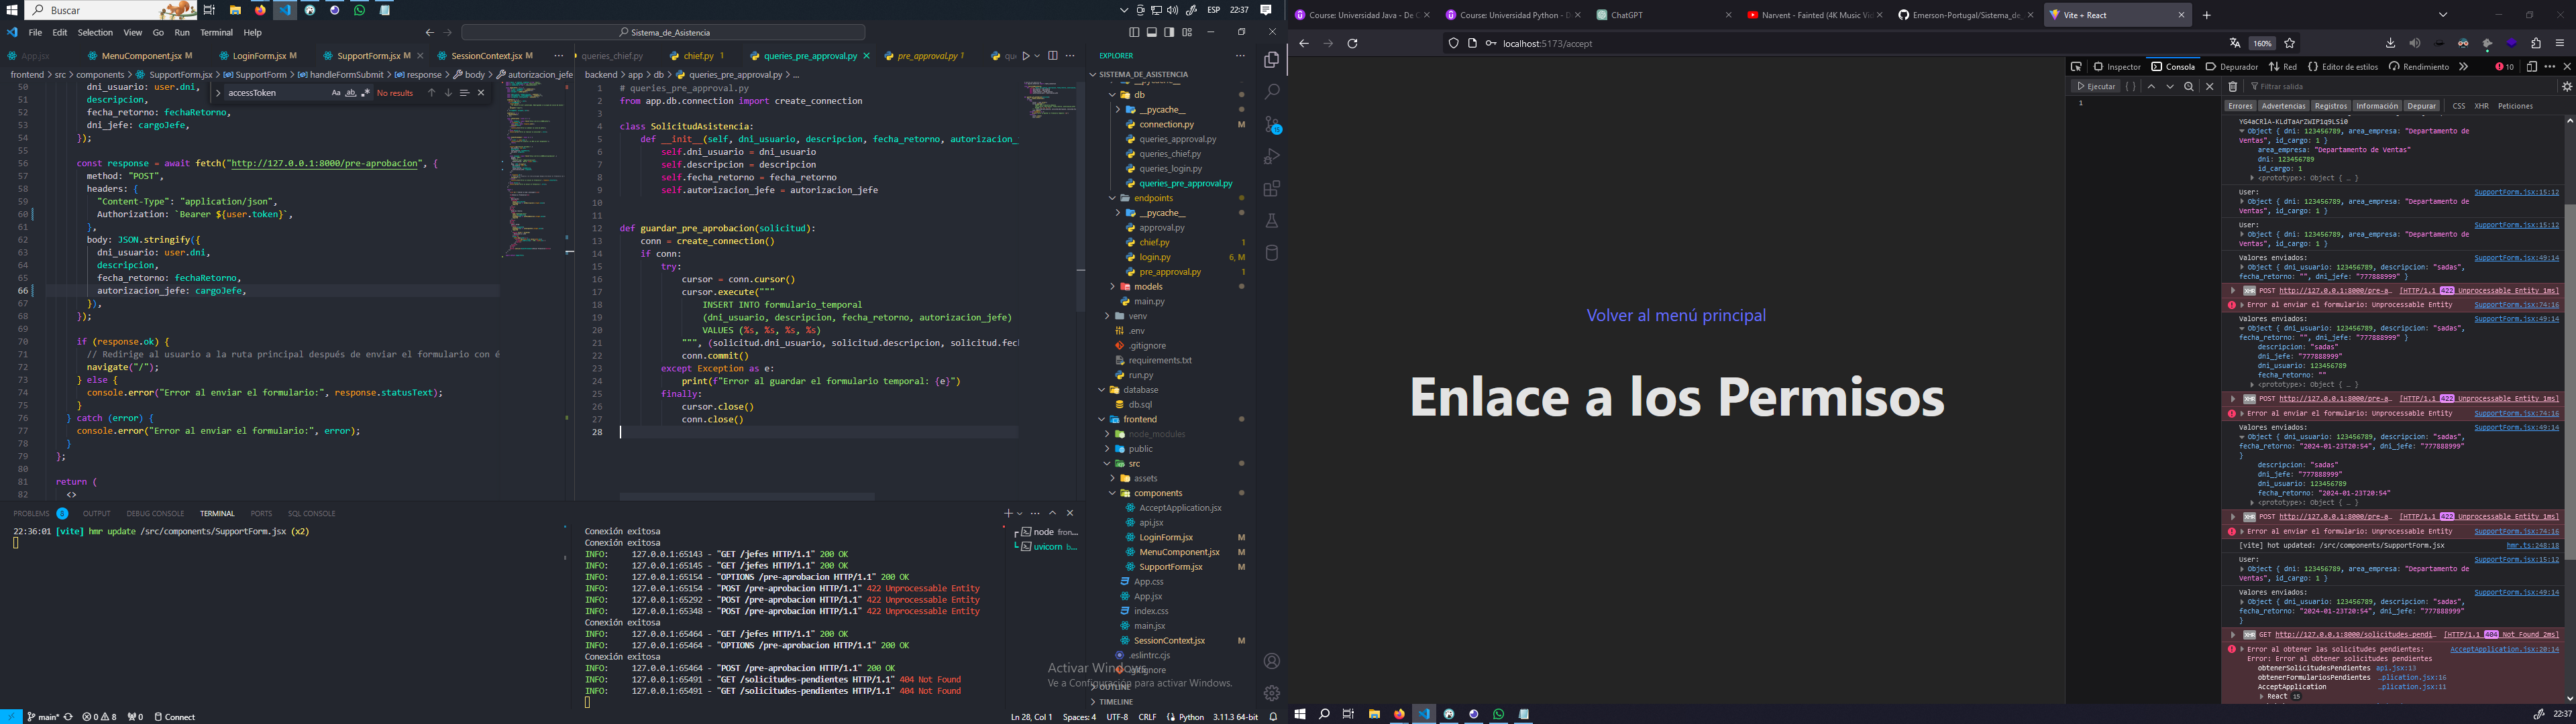 Buscar
ESP 22:37
File Edit Selection View Go Run Terminal Help
Sistema_de_Asistencia
App.jsx
MenuComponent.jsx M
LoginForm.jsx M
SupportForm.jsx M
SessionContext.jsx M
frontend > src > components > SupportForm.jsx > SupportForm > handleFormSubmit > response > body > autorizacion_jefe
accessToken
No results
50 dni_usuario: user.dni,
51 descripcion,
52 fecha_retorno: fechaRetorno,
53 dni_jefe: cargoJefe,
54 });
55
56 const response = await fetch("http://127.0.0.1:8000/pre-aprobacion", {
57 method: "POST",
58 headers: {
59 "Content-Type": "application/json",
60 Authorization: `Bearer ${user.token}`,
61 },
62 body: JSON.stringify({
63 dni_usuario: user.dni,
64 descripcion,
65 fecha_retorno: fechaRetorno,
66 autorizacion_jefe: cargoJefe,
67 }),
68 });
69
70 if (response.ok) {
71 // Redirige al usuario a la ruta principal después de enviar el formulario con é
72 navigate("/");
73 } else {
74 console.error("Error al enviar el formulario:", response.statusText);
75 }
76 } catch (error) {
77 console.error("Error al enviar el formulario:", error);
78 }
79 };
80
81 return (
82 <>
queries_chief.py
chief.py 1
queries_pre_approval.py
pre_approval.py 1
backend > app > db > queries_pre_approval.py > ...
1 # queries_pre_approval.py
2 from app.db.connection import create_connection
3
4 class SolicitudAsistencia:
5 def __init__(self, dni_usuario, descripcion, fecha_retorno, autorizacion_
6 self.dni_usuario = dni_usuario
7 self.descripcion = descripcion
8 self.fecha_retorno = fecha_retorno
9 self.autorizacion_jefe = autorizacion_jefe
10
11
12 def guardar_pre_aprobacion(solicitud):
13 conn = create_connection()
14 if conn:
15 try:
16 cursor = conn.cursor()
17 cursor.execute("""
18 INSERT INTO formulario_temporal
19 (dni_usuario, descripcion, fecha_retorno, autorizacion_jefe)
20 VALUES (%s, %s, %s, %s)
21 """, (solicitud.dni_usuario, solicitud.descripcion, solicitud.fec
22 conn.commit()
23 except Exception as e:
24 print(f"Error al guardar el formulario temporal: {e}")
25 finally:
26 cursor.close()
27 conn.close()
28
EXPLORER
SISTEMA_DE_ASISTENCIA
__pycache__
db
__pycache__
connection.py M
queries_approval.py
queries_chief.py
queries_login.py
queries_pre_approval.py
endpoints
__pycache__
approval.py
chief.py 1
login.py 6, M
pre_approval.py 1
models
main.py
venv
.env
.gitignore
requirements.txt
run.py
database
db.sql
frontend
node_modules
public
src
assets
components
AcceptApplication.jsx
api.jsx
LoginForm.jsx M
MenuComponent.jsx M
SupportForm.jsx M
App.css
App.jsx
index.css
main.jsx
SessionContext.jsx M
.eslintrc.cjs
.gitignore
OUTLINE
TIMELINE
PROBLEMS 8 OUTPUT DEBUG CONSOLE TERMINAL PORTS SQL CONSOLE
22:36:01 [vite] hmr update /src/components/SupportForm.jsx (x2)
Conexión exitosa
Conexión exitosa
INFO: 127.0.0.1:65143 - "GET /jefes HTTP/1.1" 200 OK
INFO: 127.0.0.1:65145 - "GET /jefes HTTP/1.1" 200 OK
INFO: 127.0.0.1:65154 - "OPTIONS /pre-aprobacion HTTP/1.1" 200 OK
INFO: 127.0.0.1:65154 - "POST /pre-aprobacion HTTP/1.1" 422 Unprocessable Entity
INFO: 127.0.0.1:65292 - "POST /pre-aprobacion HTTP/1.1" 422 Unprocessable Entity
INFO: 127.0.0.1:65348 - "POST /pre-aprobacion HTTP/1.1" 422 Unprocessable Entity
Conexión exitosa
INFO: 127.0.0.1:65464 - "GET /jefes HTTP/1.1" 200 OK
INFO: 127.0.0.1:65464 - "OPTIONS /pre-aprobacion HTTP/1.1" 200 OK
Conexión exitosa
INFO: 127.0.0.1:65464 - "POST /pre-aprobacion HTTP/1.1" 200 OK
INFO: 127.0.0.1:65491 - "GET /solicitudes-pendientes HTTP/1.1" 404 Not Found
INFO: 127.0.0.1:65491 - "GET /solicitudes-pendientes HTTP/1.1" 404 Not Found
node fron...
uvicorn b...
Activar Windows
Ve a Configuración para activar Windows.
main* 0 8 0 Connect
Ln 28, Col 1 Spaces: 4 UTF-8 CRLF Python 3.11.3 64-bit
Course: Universidad Java - De C
Course: Universidad Python - D
ChatGPT
Narvent - Fainted (4K Music Vi
Emerson-Portugal/Sistema_de_
Vite + React
localhost:5173/accept
160%
Volver al menú principal
Enlace a los Permisos
Inspector Consola Depurador Red Editor de estilos Rendimiento 10
Ejecutar
Filtrar salida
1
Errores Advertencias Registros Información Depurar CSS XHR Peticiones
YG4aCRlA-KLdTaArZWIP1q9LSi0
Object { dni: 123456789, area_empresa: "Departamento de
Ventas", id_cargo: 1 }
area_empresa: "Departamento de Ventas"
dni: 123456789
id_cargo: 1
<prototype>: Object { … }
User: SupportForm.jsx:15:12
Object { dni: 123456789, area_empresa: "Departamento de
Ventas", id_cargo: 1 }
User: SupportForm.jsx:15:12
Object { dni: 123456789, area_empresa: "Departamento de
Ventas", id_cargo: 1 }
Valores enviados: SupportForm.jsx:49:14
Object { dni_usuario: 123456789, descripcion: "sadas",
fecha_retorno: "", dni_jefe: "777888999" }
XHR POST http://127.0.0.1:8000/pre-a… [HTTP/1.1 422 Unprocessable Entity 1ms]
Error al enviar el formulario: Unprocessable Entity SupportForm.jsx:74:16
Valores enviados: SupportForm.jsx:49:14
Object { dni_usuario: 123456789, descripcion: "sadas",
fecha_retorno: "", dni_jefe: "777888999" }
descripcion: "sadas"
dni_jefe: "777888999"
dni_usuario: 123456789
fecha_retorno: ""
<prototype>: Object { … }
XHR POST http://127.0.0.1:8000/pre-a… [HTTP/1.1 422 Unprocessable Entity 1ms]
Error al enviar el formulario: Unprocessable Entity SupportForm.jsx:74:16
Valores enviados: SupportForm.jsx:49:14
Object { dni_usuario: 123456789, descripcion: "sadas",
fecha_retorno: "2024-01-23T20:54", dni_jefe: "777888999"
}
descripcion: "sadas"
dni_jefe: "777888999"
dni_usuario: 123456789
fecha_retorno: "2024-01-23T20:54"
<prototype>: Object { … }
XHR POST http://127.0.0.1:8000/pre-a… [HTTP/1.1 422 Unprocessable Entity 1ms]
Error al enviar el formulario: Unprocessable Entity SupportForm.jsx:74:16
[vite] hot updated: /src/components/SupportForm.jsx hmr.ts:248:18
User: SupportForm.jsx:15:12
Object { dni: 123456789, area_empresa: "Departamento de
Ventas", id_cargo: 1 }
Valores enviados: SupportForm.jsx:49:14
Object { dni_usuario: 123456789, descripcion: "sadas",
fecha_retorno: "2024-01-23T20:54", dni_jefe: "777888999"
}
XHR GET http://127.0.0.1:8000/solicitudes-pendi… [HTTP/1.1 404 Not Found 2ms]
Error al obtener las solicitudes pendientes: AcceptApplication.jsx:20:14
Error: Error al obtener solicitudes pendientes
obtenerSolicitudesPendientes api.jsx:13
obtenerFormulariosPendientes …plication.jsx:16
AcceptApplication …plication.jsx:11
React 15
22:37